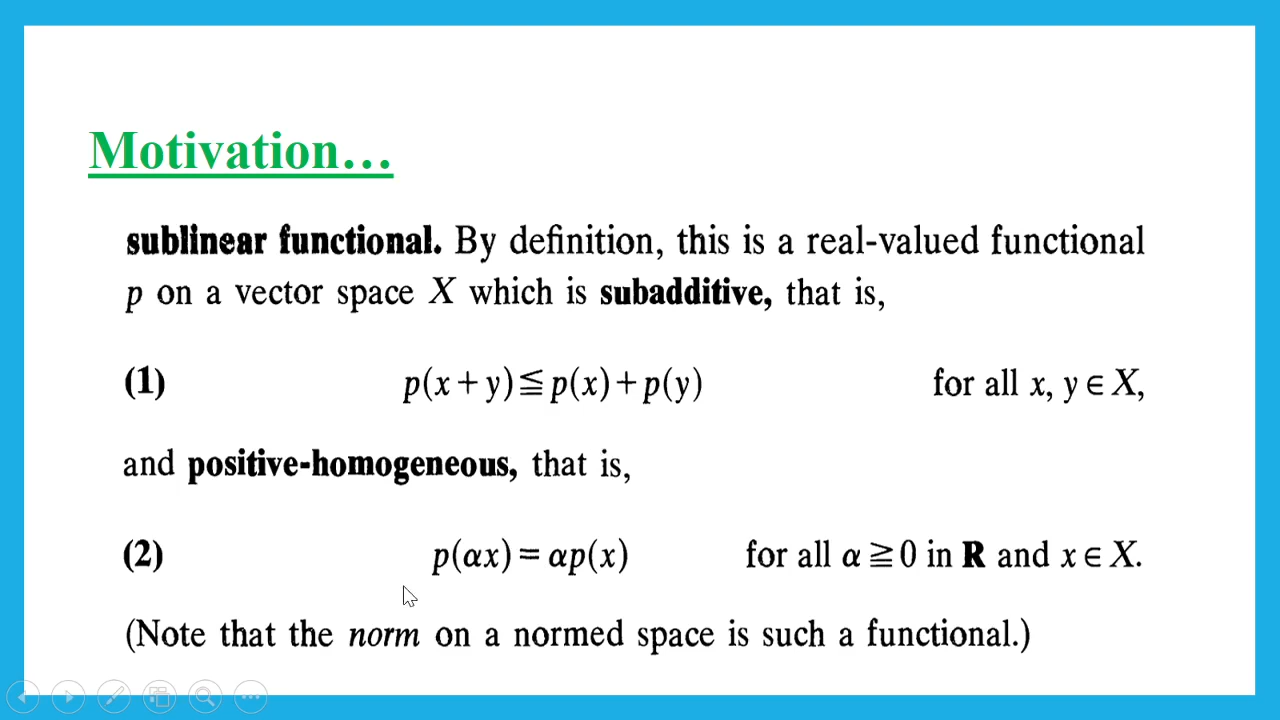 Motivation…
sublinear functional. By definition, this is a real-valued functional
p on a vector space X which is subadditive, that is,
(1) p(x + y) ≦ p(x) + p(y) for all x, y ∈ X,
and positive-homogeneous, that is,
(2) p(αx) = αp(x) for all α ≧ 0 in R and x ∈ X.
(Note that the norm on a normed space is such a functional.)